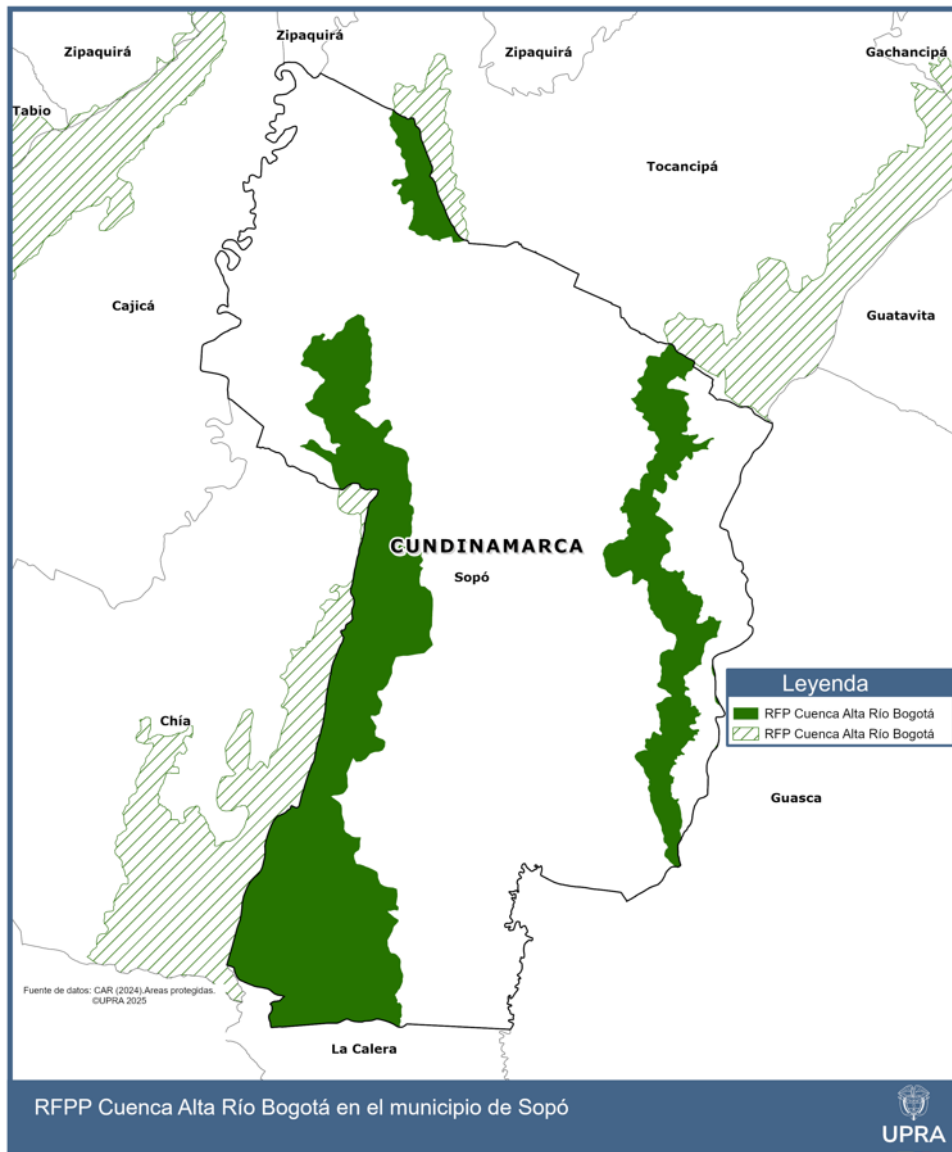 Zipaquirá
Zipaquirá
Zipaquirá
Gachancipá
Tabio
Tocancipá
Cajicá
Guatavita
CUNDINAMARCA
Sopó
Leyenda
RFP Cuenca Alta Río Bogotá
RFP Cuenca Alta Río Bogotá
Chía
Guasca
Fuente de datos: CAR (2024).Areas protegidas.
©UPRA 2025
La Calera
RFPP Cuenca Alta Río Bogotá en el municipio de Sopó
UPRA